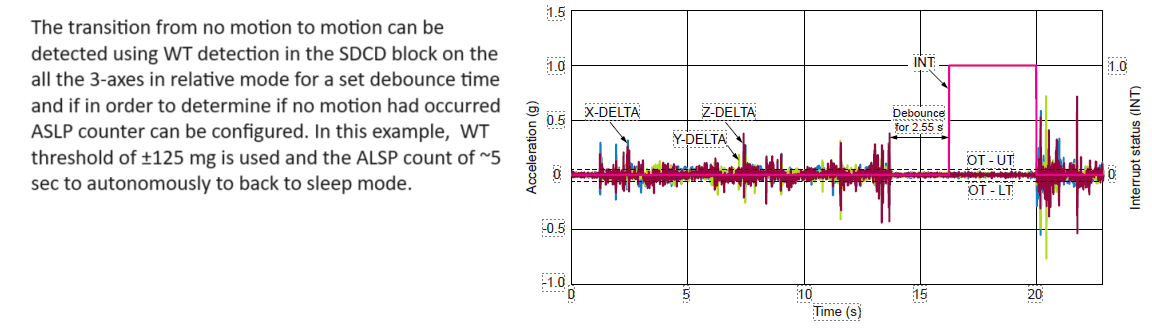 The transition from no motion to motion can be
detected using WT detection in the SDCD block on the
all the 3-axes in relative mode for a set debounce time
and if in order to determine if no motion had occurred
ASLP counter can be configured. In this example, WT
threshold of ±125 mg is used and the ALSP count of ~5
sec to autonomously to back to sleep mode.
1.5
1.0
0.5
0
-0.5
-1.0
Acceleration (g)
X-DELTA
Y-DELTA
Z-DELTA
INT
Debounce
for 2.55 s
OT - UT
OT - LT
1.0
0
Interrupt status (INT)
0
5
10
15
20
Time (s)